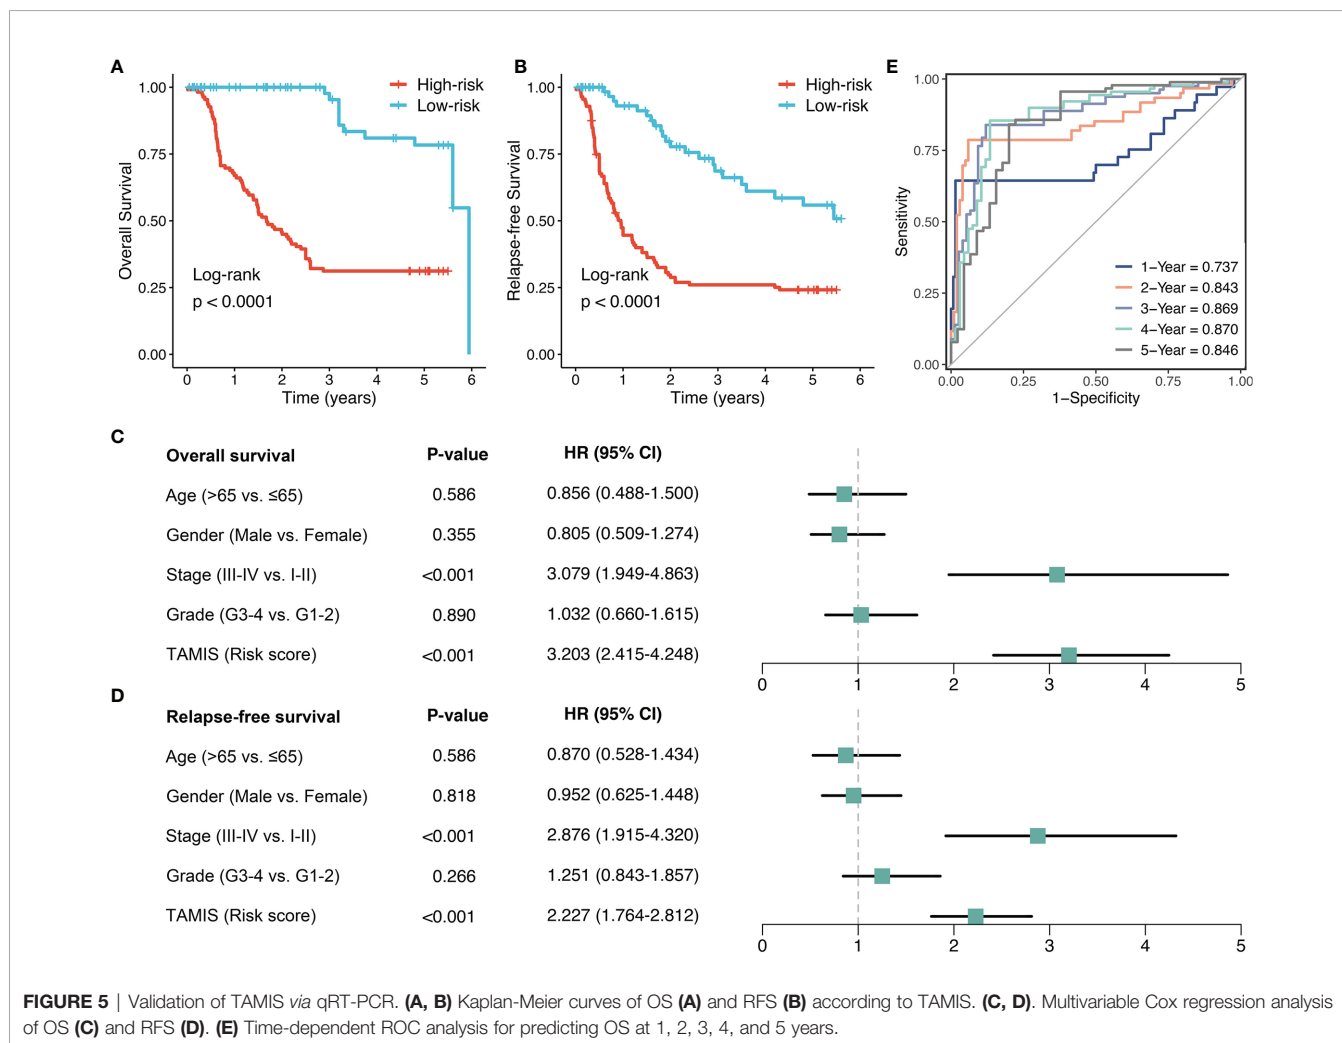 A
1.00
0.75
0.50
0.25
0.00
Overall Survival
High-risk
Low-risk
Log-rank
p < 0.0001
0 1 2 3 4 5 6
Time (years)
B
1.00
0.75
0.50
0.25
0.00
Relapse-free Survival
High-risk
Low-risk
Log-rank
p < 0.0001
0 1 2 3 4 5 6
Time (years)
E
1.00
0.75
0.50
0.25
0.00
Sensitivity
1−Year = 0.737
2−Year = 0.843
3−Year = 0.869
4−Year = 0.870
5−Year = 0.846
0.00 0.25 0.50 0.75 1.00
1−Specificity
C
Overall survival P-value HR (95% CI)
Age (>65 vs. ≤65) 0.586 0.856 (0.488-1.500)
Gender (Male vs. Female) 0.355 0.805 (0.509-1.274)
Stage (III-IV vs. I-II) <0.001 3.079 (1.949-4.863)
Grade (G3-4 vs. G1-2) 0.890 1.032 (0.660-1.615)
TAMIS (Risk score) <0.001 3.203 (2.415-4.248)
0 1 2 3 4 5
D
Relapse-free survival P-value HR (95% CI)
Age (>65 vs. ≤65) 0.586 0.870 (0.528-1.434)
Gender (Male vs. Female) 0.818 0.952 (0.625-1.448)
Stage (III-IV vs. I-II) <0.001 2.876 (1.915-4.320)
Grade (G3-4 vs. G1-2) 0.266 1.251 (0.843-1.857)
TAMIS (Risk score) <0.001 2.227 (1.764-2.812)
0 1 2 3 4 5
FIGURE 5 | Validation of TAMIS via qRT-PCR. (A, B) Kaplan-Meier curves of OS (A) and RFS (B) according to TAMIS. (C, D). Multivariable Cox regression analysis
of OS (C) and RFS (D). (E) Time-dependent ROC analysis for predicting OS at 1, 2, 3, 4, and 5 years.